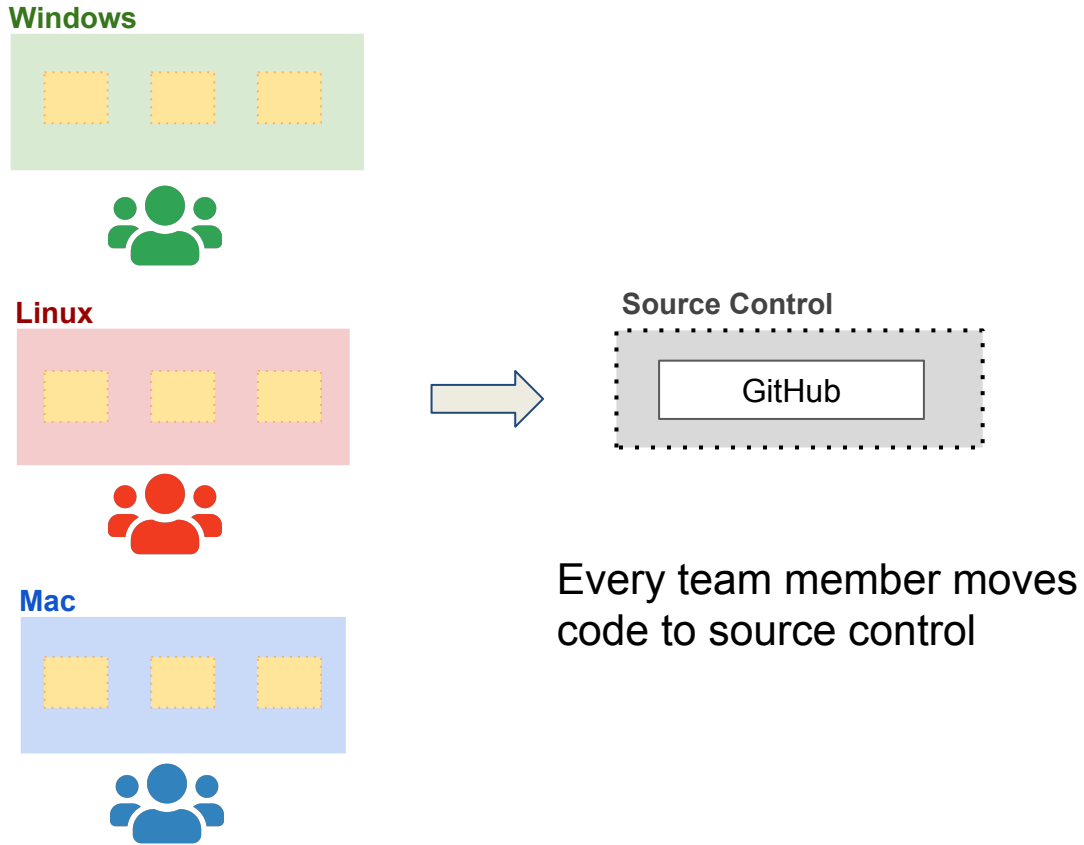 Windows
Linux
Mac
Source Control
GitHub
Every team member moves
code to source control